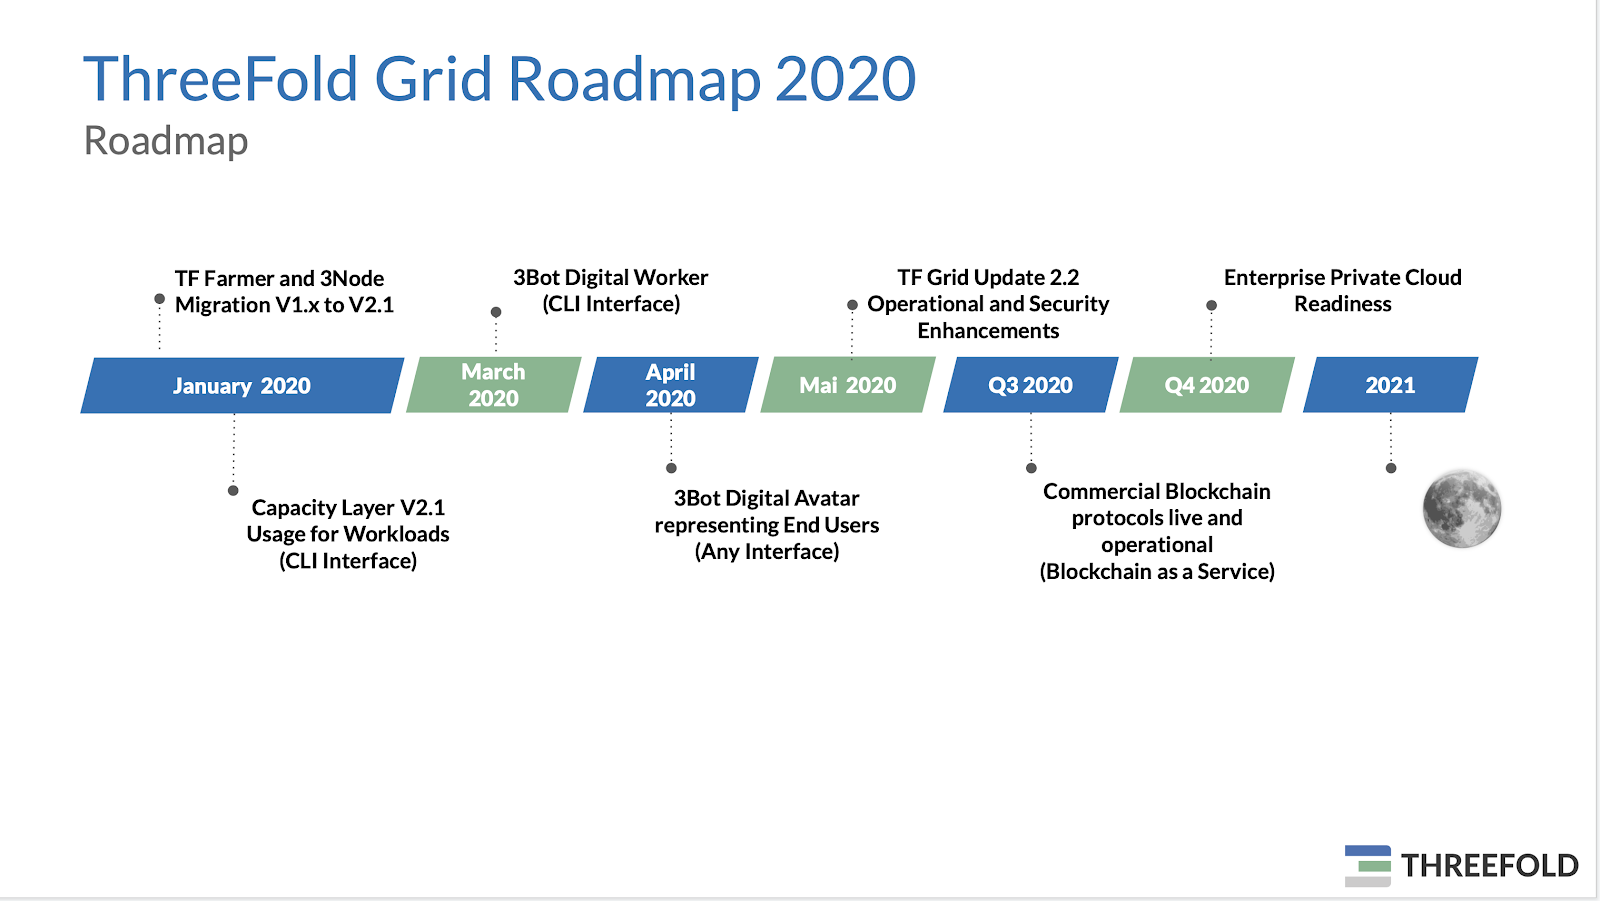 ThreeFold Grid Roadmap 2020
Roadmap
TF Farmer and 3Node
Migration V1.x to V2.1
3Bot Digital Worker
(CLI Interface)
TF Grid Update 2.2
Operational and Security
Enhancements
Enterprise Private Cloud
Readiness
January 2020
March
2020
April
2020
Mai 2020
Q3 2020
Q4 2020
2021
Capacity Layer V2.1
Usage for Workloads
(CLI Interface)
3Bot Digital Avatar
representing End Users
(Any Interface)
Commercial Blockchain
protocols live and
operational
(Blockchain as a Service)
THREEFOLD